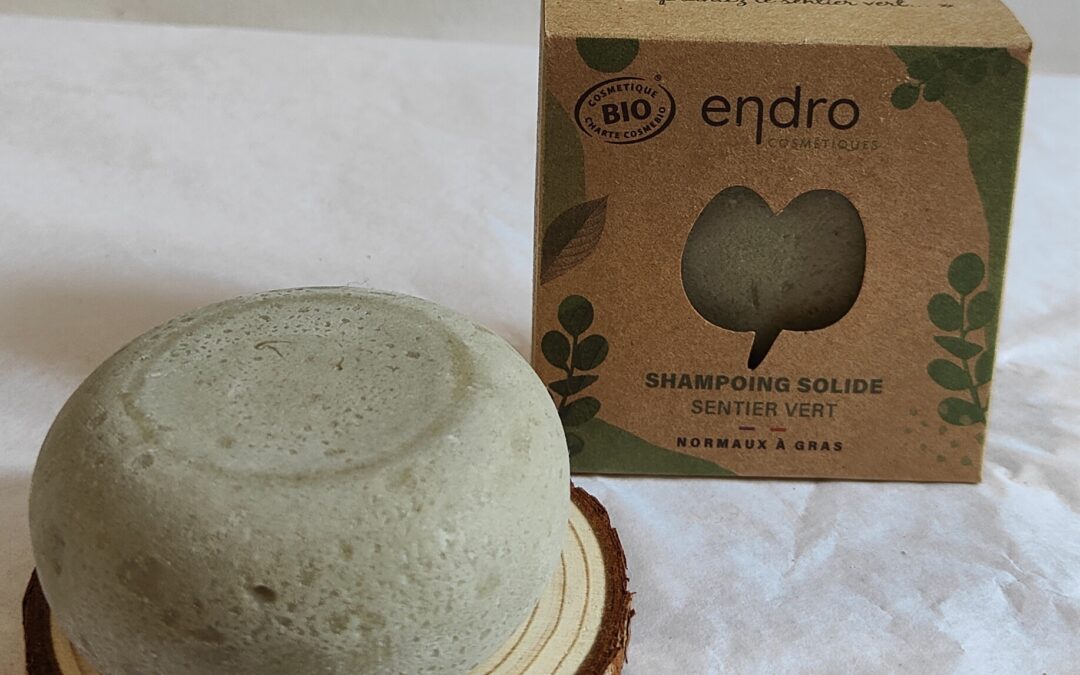 COSMETIQUE
BIO
®
CHARTE COSMEBIO
endro
COSMÉTIQUES
SHAMPOING SOLIDE
SENTIER VERT
NORMAUX À GRAS